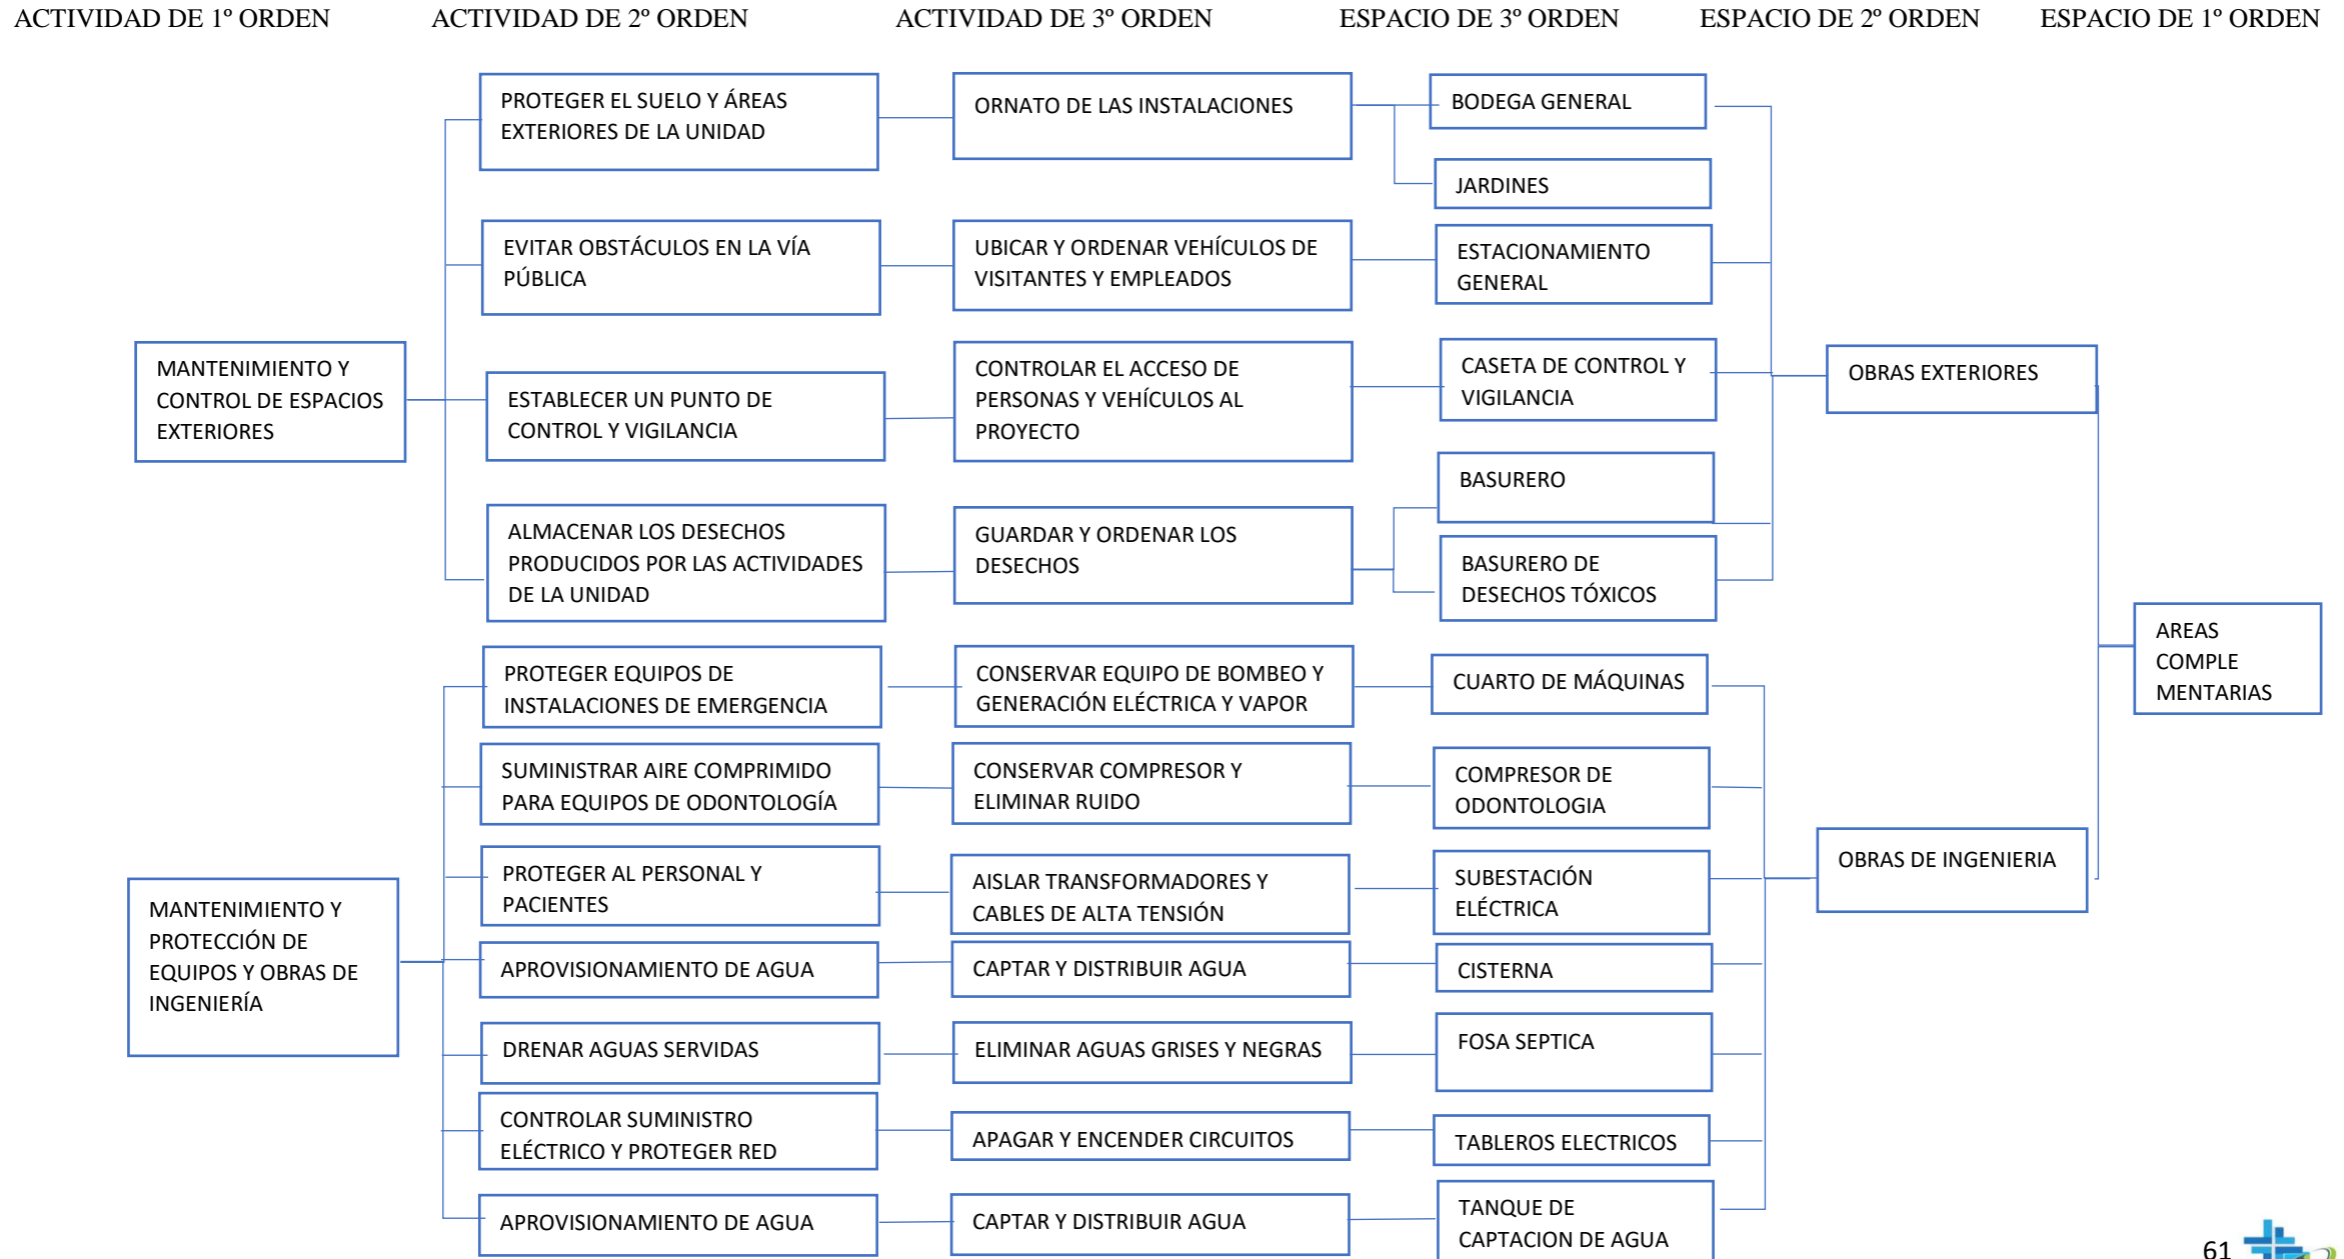 ACTIVIDAD DE 1º ORDEN
ACTIVIDAD DE 2º ORDEN
ACTIVIDAD DE 3º ORDEN
ESPACIO DE 3º ORDEN
ESPACIO DE 2º ORDEN
ESPACIO DE 1º ORDEN
MANTENIMIENTO Y
CONTROL DE ESPACIOS
EXTERIORES
PROTEGER EL SUELO Y ÁREAS
EXTERIORES DE LA UNIDAD
ORNATO DE LAS INSTALACIONES
BODEGA GENERAL
JARDINES
EVITAR OBSTÁCULOS EN LA VÍA
PÚBLICA
UBICAR Y ORDENAR VEHÍCULOS DE
VISITANTES Y EMPLEADOS
ESTACIONAMIENTO
GENERAL
ESTABLECER UN PUNTO DE
CONTROL Y VIGILANCIA
CONTROLAR EL ACCESO DE
PERSONAS Y VEHÍCULOS AL
PROYECTO
CASETA DE CONTROL Y
VIGILANCIA
ALMACENAR LOS DESECHOS
PRODUCIDOS POR LAS ACTIVIDADES
DE LA UNIDAD
GUARDAR Y ORDENAR LOS
DESECHOS
BASURERO
BASURERO DE
DESECHOS TÓXICOS
OBRAS EXTERIORES
MANTENIMIENTO Y
PROTECCIÓN DE
EQUIPOS Y OBRAS DE
INGENIERÍA
PROTEGER EQUIPOS DE
INSTALACIONES DE EMERGENCIA
CONSERVAR EQUIPO DE BOMBEO Y
GENERACIÓN ELÉCTRICA Y VAPOR
CUARTO DE MÁQUINAS
SUMINISTRAR AIRE COMPRIMIDO
PARA EQUIPOS DE ODONTOLOGÍA
CONSERVAR COMPRESOR Y
ELIMINAR RUIDO
COMPRESOR DE
ODONTOLOGIA
PROTEGER AL PERSONAL Y
PACIENTES
AISLAR TRANSFORMADORES Y
CABLES DE ALTA TENSIÓN
SUBESTACIÓN
ELÉCTRICA
APROVISIONAMIENTO DE AGUA
CAPTAR Y DISTRIBUIR AGUA
CISTERNA
DRENAR AGUAS SERVIDAS
ELIMINAR AGUAS GRISES Y NEGRAS
FOSA SEPTICA
CONTROLAR SUMINISTRO
ELÉCTRICO Y PROTEGER RED
APAGAR Y ENCENDER CIRCUITOS
TABLEROS ELECTRICOS
APROVISIONAMIENTO DE AGUA
CAPTAR Y DISTRIBUIR AGUA
TANQUE DE
CAPTACION DE AGUA
OBRAS DE INGENIERIA
AREAS
COMPLE
MENTARIAS
61